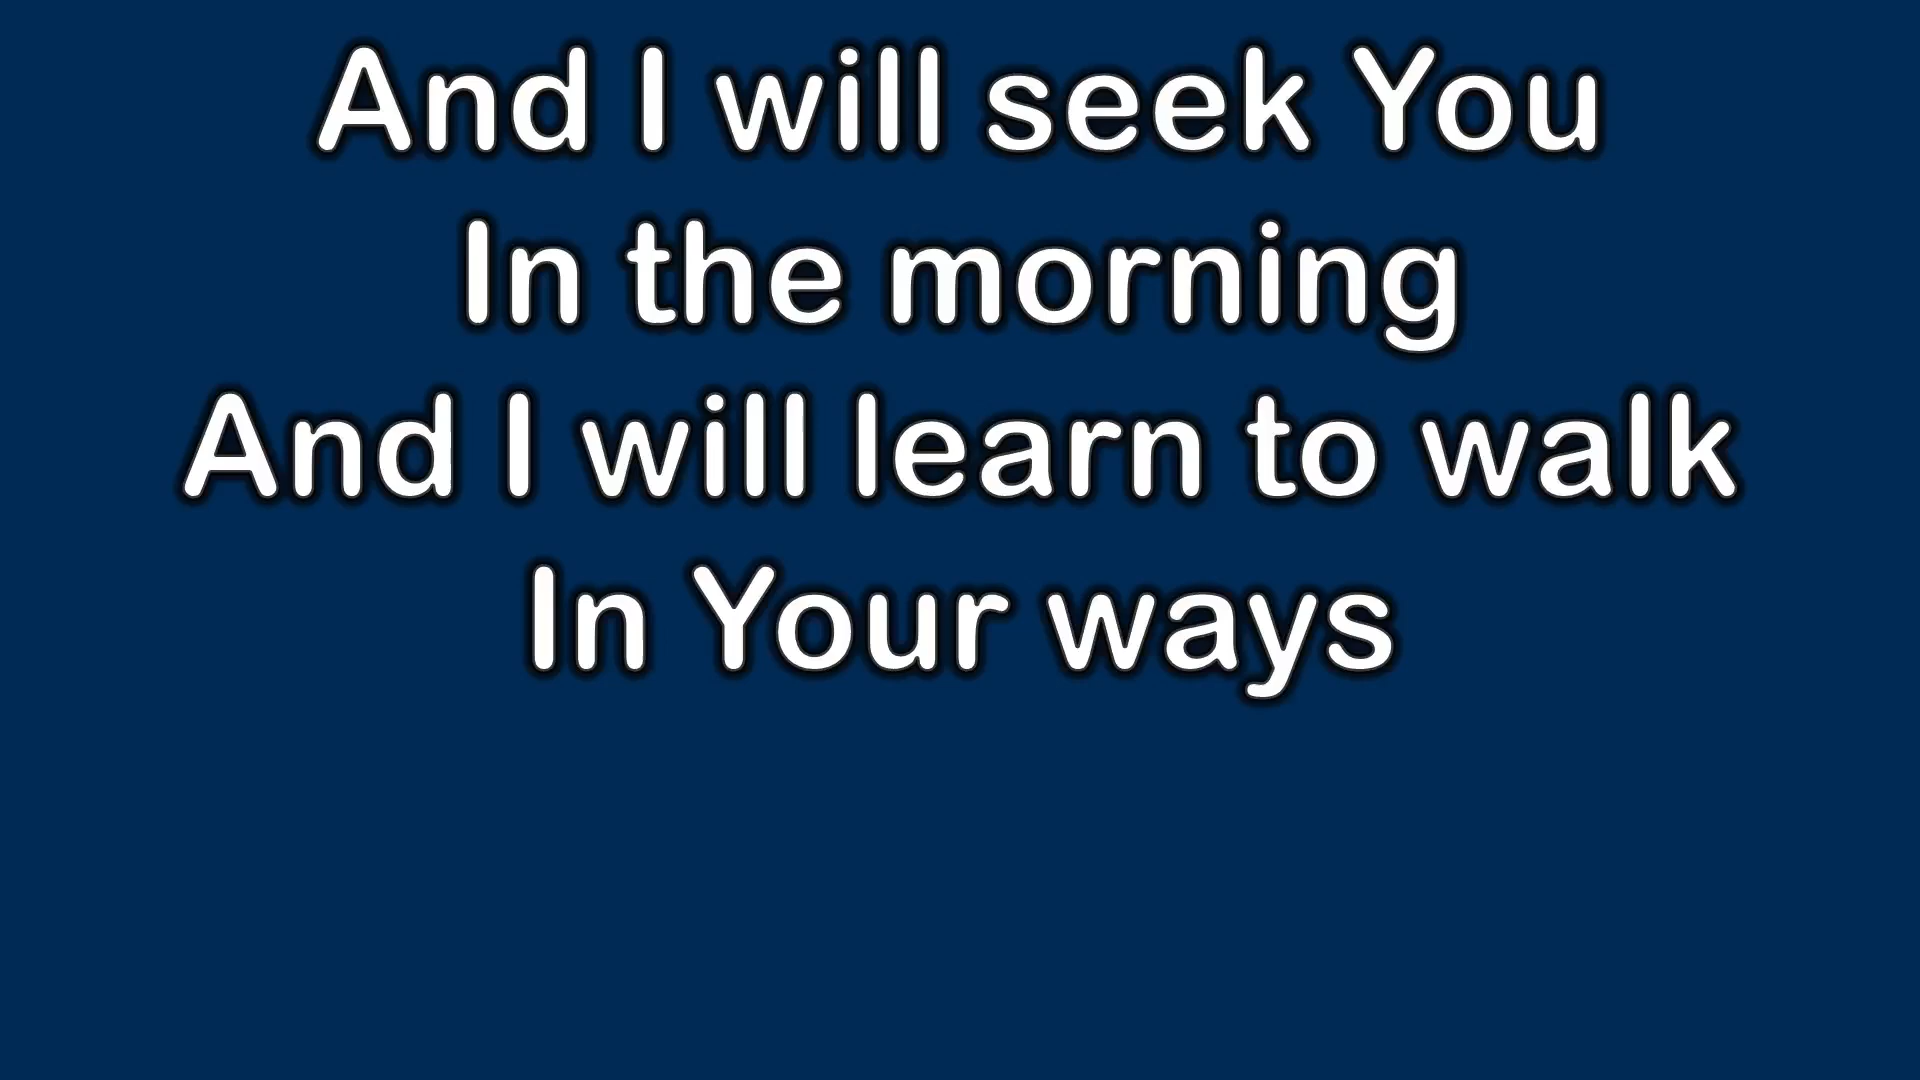 And I will seek You
In the morning
And I will learn to walk
In Your ways